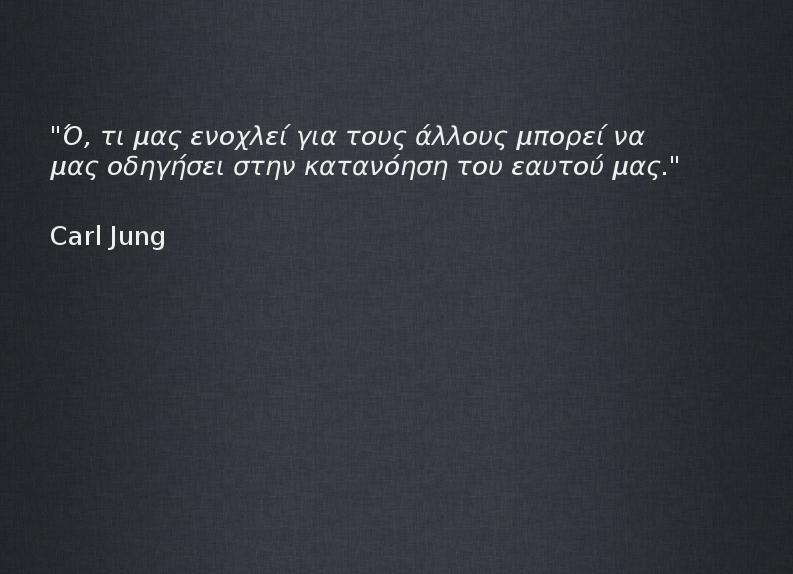 "Ό, τι μας ενοχλεί για τους άλλους μπορεί να
μας οδηγήσει στην κατανόηση του εαυτού μας."
Carl Jung